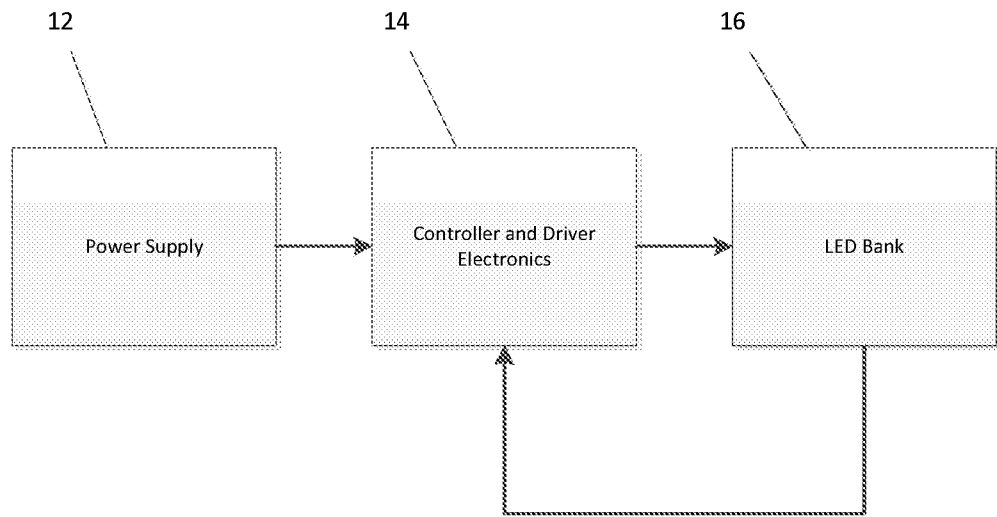 12
14
16
Power Supply
Controller and Driver
Electronics
LED Bank